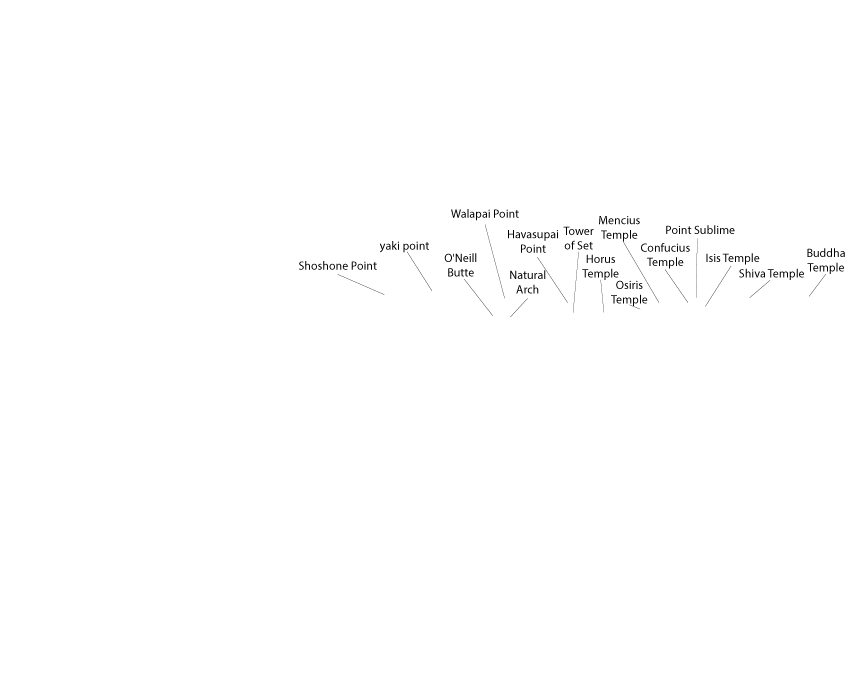 Shoshone Point
yaki point
O'Neill
Butte
Walapai Point
Natural
Arch
Havasupai
Point
Tower
of Set
Horus
Temple
Mencius
Temple
Osiris
Temple
Confucius
Temple
Point Sublime
Isis Temple
Shiva Temple
Buddha
Temple